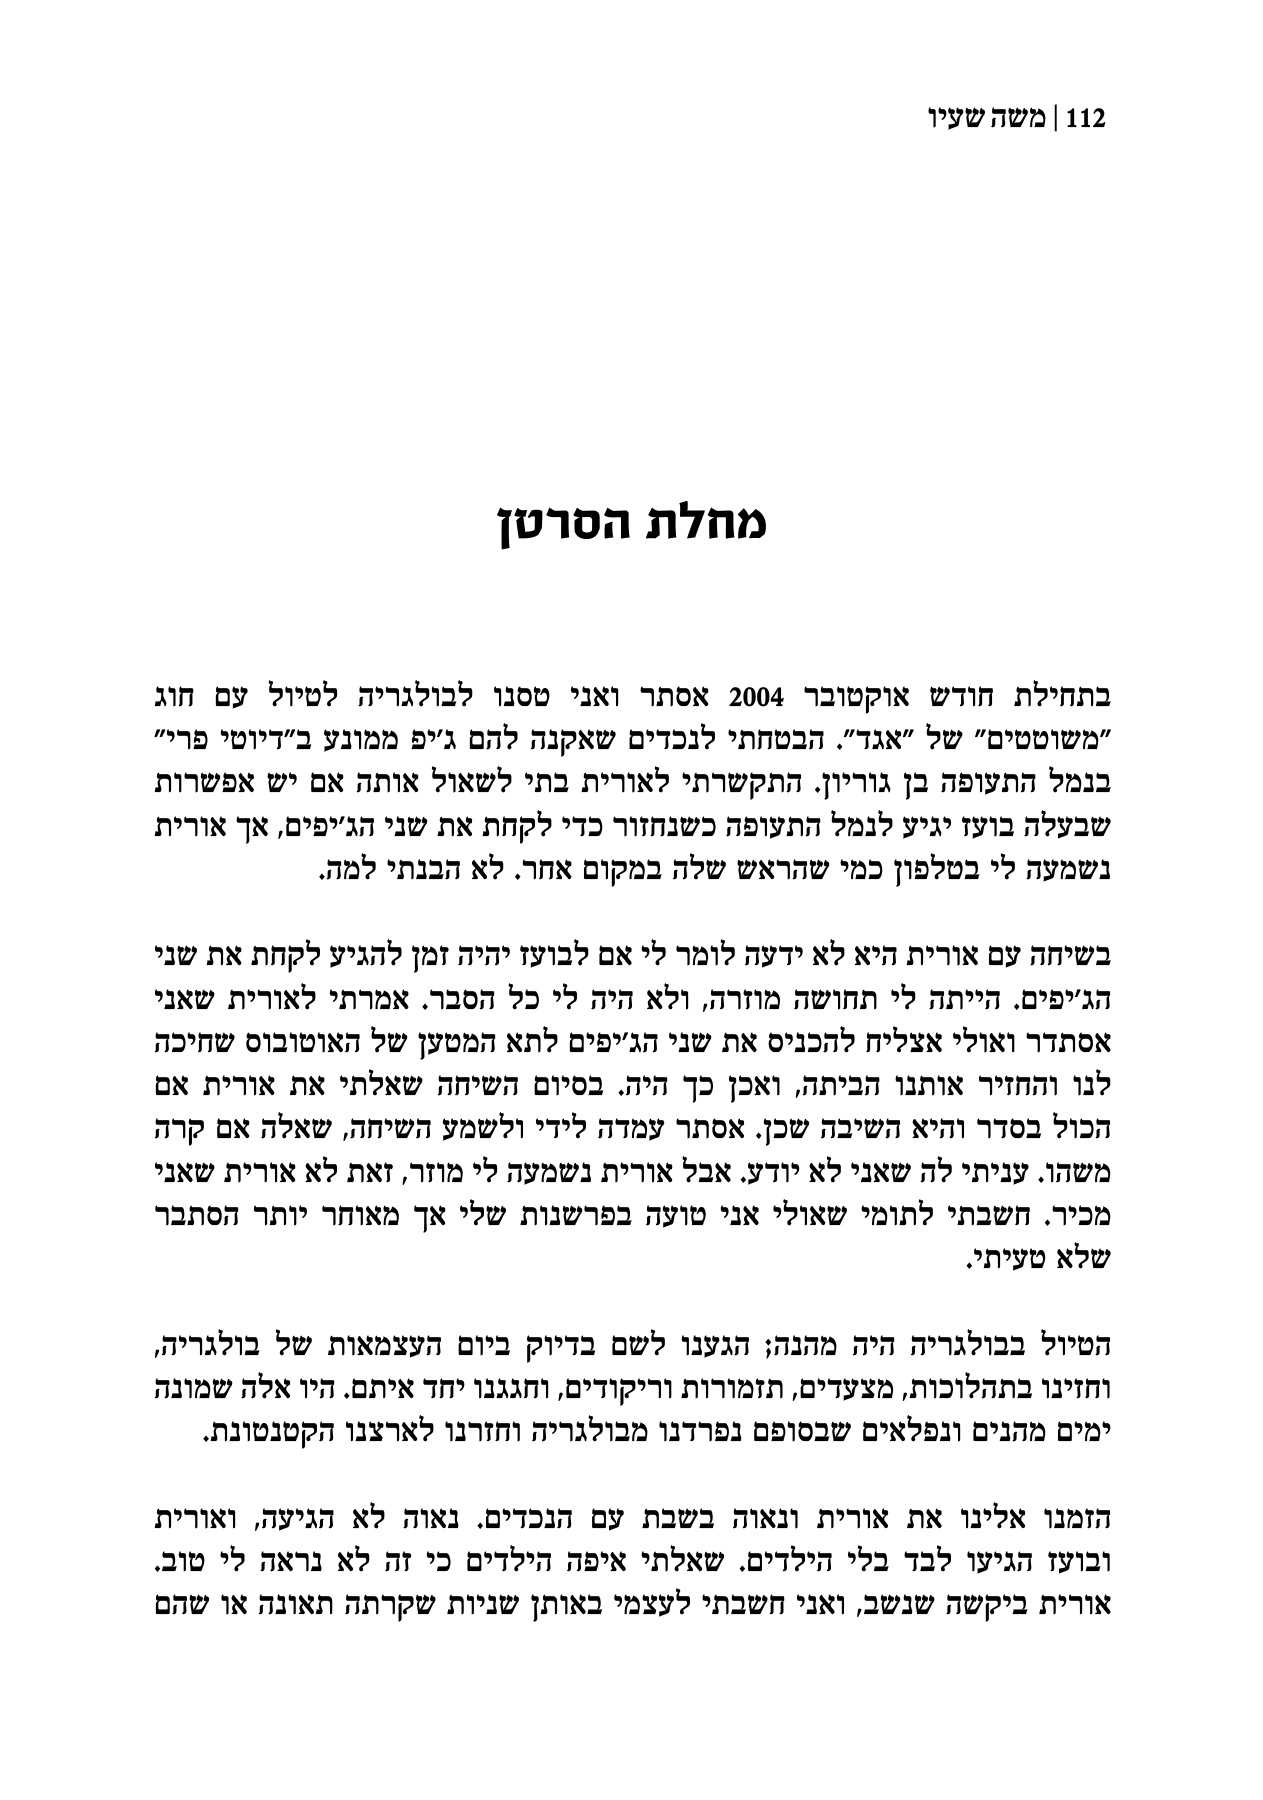 112 | משה שעיו
מחלת הסרטן
בתחילת חודש אוקטובר 2004 אסתר ואני טסנו לבולגריה לטיול עם חוג
"משוטטים" של "אגד". הבטחתי לנכדים שאקנה להם ג'יפ ממונע ב"דיוטי פרי"
בנמל התעופה בן גוריון. התקשרתי לאורית בתי לשאול אותה אם יש אפשרות
שבעלה בועז יגיע לנמל התעופה כשנחזור כדי לקחת את שני הג'יפים, אך אורית
נשמעה לי בטלפון כמי שהראש שלה במקום אחר. לא הבנתי למה.
בשיחה עם אורית היא לא ידעה לומר לי אם לבועז יהיה זמן להגיע לקחת את שני
הג'יפים. הייתה לי תחושה מוזרה, ולא היה לי כל הסבר. אמרתי לאורית שאני
אסתדר ואולי אצליח להכניס את שני הג'יפים לתא המטען של האוטובוס שחיכה
לנו והחזיר אותנו הביתה, ואכן כך היה. בסיום השיחה שאלתי את אורית אם
הכול בסדר והיא השיבה שכן. אסתר עמדה לידי ולשמע השיחה, שאלה אם קרה
משהו. עניתי לה שאני לא יודע. אבל אורית נשמעה לי מוזר, זאת לא אורית שאני
מכיר. חשבתי לתומי שאולי אני טועה בפרשנות שלי אך מאוחר יותר הסתבר
שלא טעיתי.
הטיול בבולגריה היה מהנה; הגענו לשם בדיוק ביום העצמאות של בולגריה,
וחזינו בתהלוכות, מצעדים, תזמורות וריקודים, וחגגנו יחד איתם. היו אלה שמונה
ימים מהנים ונפלאים שבסופם נפרדנו מבולגריה וחזרנו לארצנו הקטנטונת.
הזמנו אלינו את אורית ונאוה בשבת עם הנכדים. נאוה לא הגיעה, ואורית
ובועז הגיעו לבד בלי הילדים. שאלתי איפה הילדים כי זה לא נראה לי טוב.
אורית ביקשה שנשב, ואני חשבתי לעצמי באותן שניות שקרתה תאונה או שהם